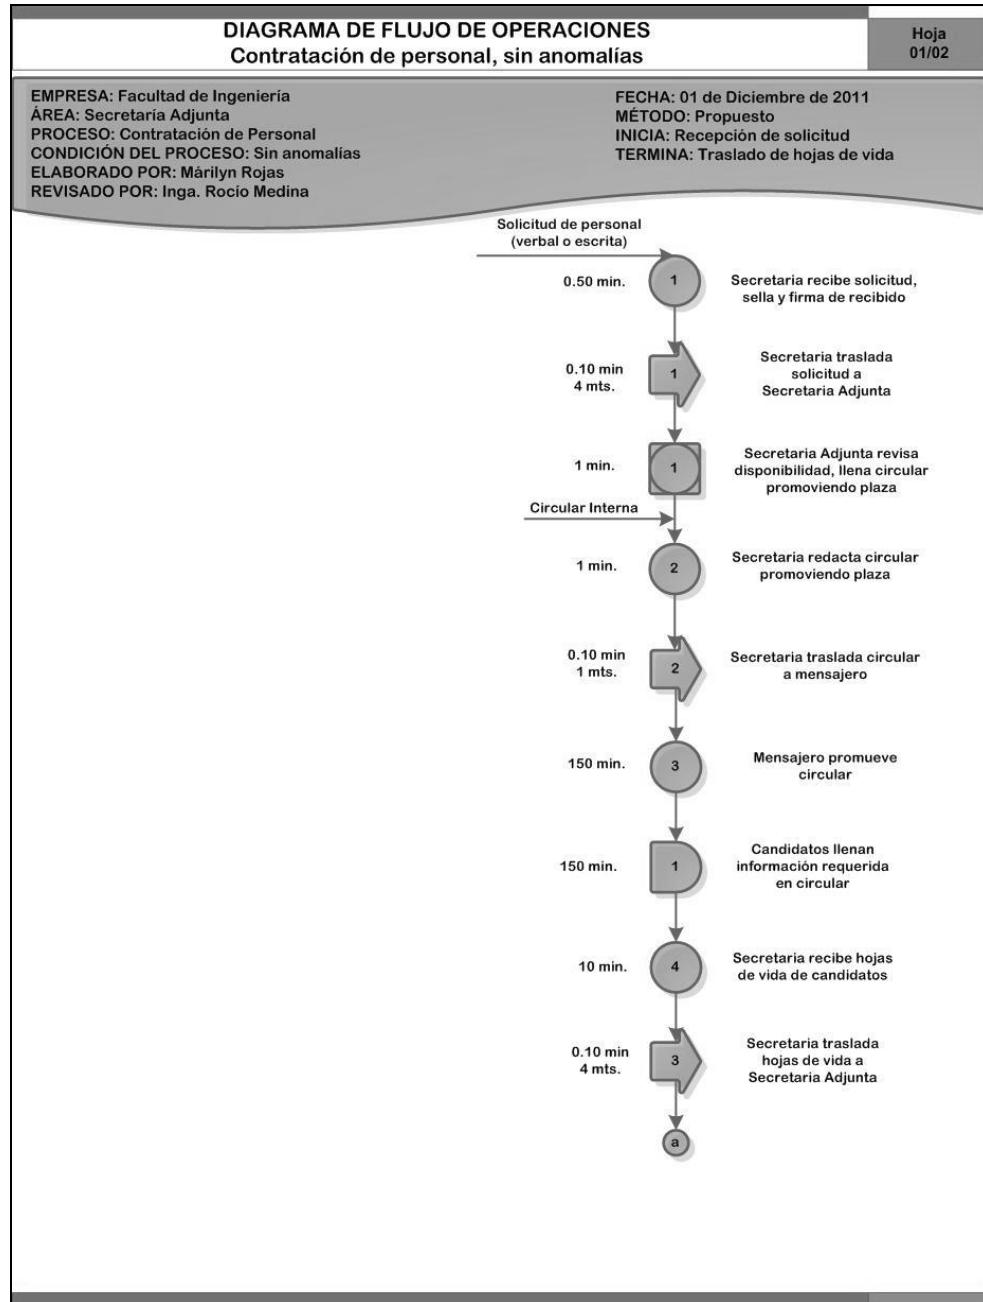 DIAGRAMA DE FLUJO DE OPERACIONES
Contratación de personal, sin anomalías
Hoja
01/02
EMPRESA: Facultad de Ingeniería
ÁREA: Secretaría Adjunta
PROCESO: Contratación de Personal
CONDICIÓN DEL PROCESO: Sin anomalías
ELABORADO POR: Márilyn Rojas
REVISADO POR: Inga. Rocío Medina
FECHA: 01 de Diciembre de 2011
MÉTODO: Propuesto
INICIA: Recepción de solicitud
TERMINA: Traslado de hojas de vida
Solicitud de personal
(verbal o escrita)
0.50 min.
1
Secretaria recibe solicitud,
sella y firma de recibido
0.10 min
4 mts.
1
Secretaria traslada
solicitud a
Secretaria Adjunta
1 min.
1
Secretaria Adjunta revisa
disponibilidad, llena circular
promoviendo plaza
Circular Interna
1 min.
2
Secretaria redacta circular
promoviendo plaza
0.10 min
1 mts.
2
Secretaria traslada circular
a mensajero
150 min.
3
Mensajero promueve
circular
150 min.
1
Candidatos llenan
información requerida
en circular
10 min.
4
Secretaria recibe hojas
de vida de candidatos
0.10 min
4 mts.
3
Secretaria traslada
hojas de vida a
Secretaria Adjunta
a